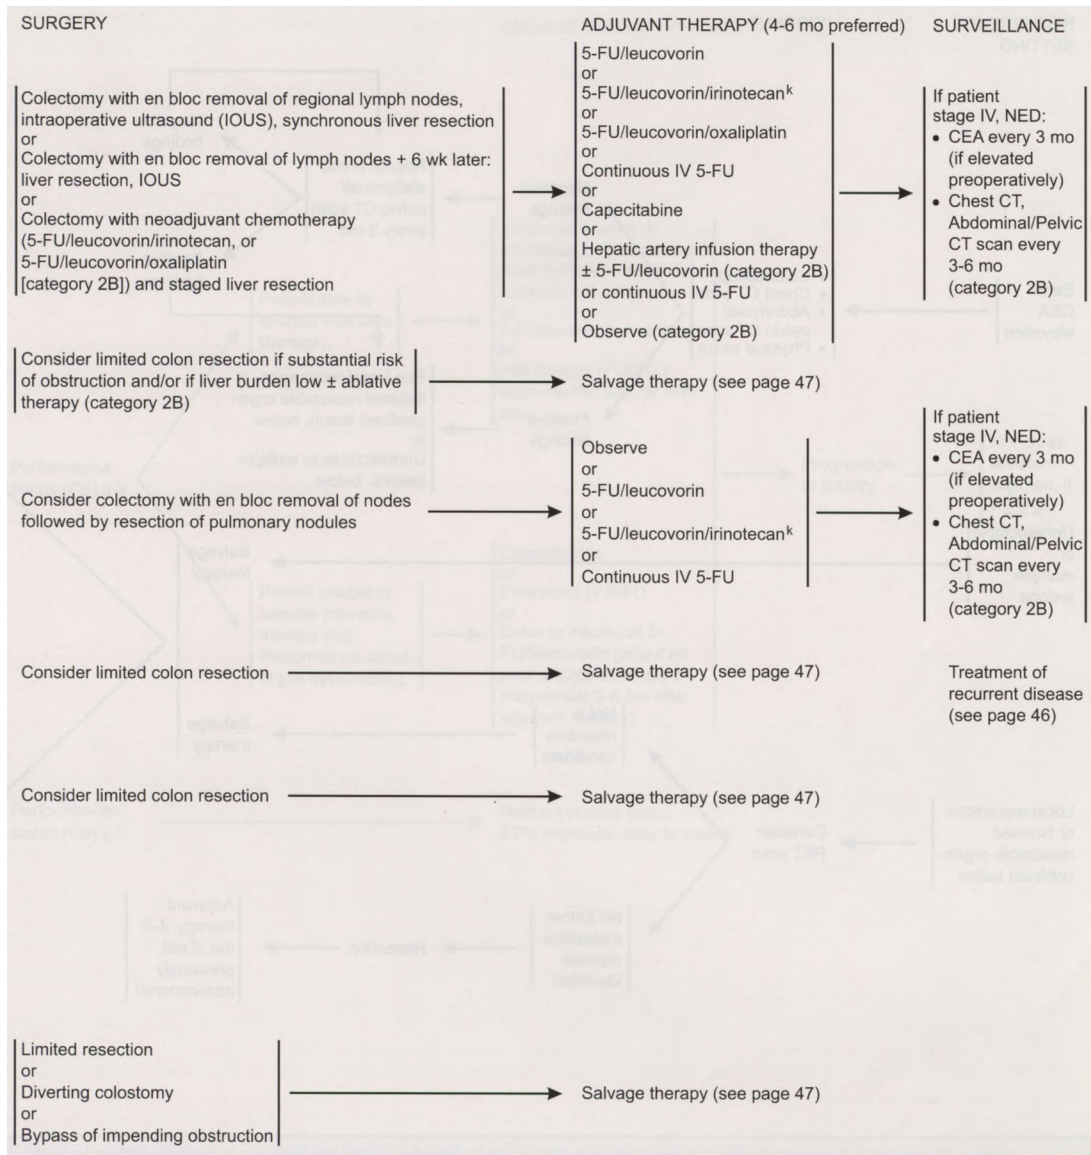 SURGERY
ADJUVANT THERAPY (4-6 mo preferred)
SURVEILLANCE
Colectomy with en bloc removal of regional lymph nodes,
intraoperative ultrasound (IOUS), synchronous liver resection
or
Colectomy with en bloc removal of lymph nodes + 6 wk later:
liver resection, IOUS
or
Colectomy with neoadjuvant chemotherapy
(5-FU/leucovorin/irinotecan, or
5-FU/leucovorin/oxaliplatin
[category 2B]) and staged liver resection
5-FU/leucovorin
or
5-FU/leucovorin/irinotecanᵏ
or
5-FU/leucovorin/oxaliplatin
or
Continuous IV 5-FU
or
Capecitabine
or
Hepatic artery infusion therapy
± 5-FU/leucovorin (category 2B)
or continuous IV 5-FU
or
Observe (category 2B)
If patient
stage IV, NED:
• CEA every 3 mo
(if elevated
preoperatively)
• Chest CT,
Abdominal/Pelvic
CT scan every
3-6 mo
(category 2B)
Consider limited colon resection if substantial risk
of obstruction and/or if liver burden low ± ablative
therapy (category 2B)
Salvage therapy (see page 47)
Consider colectomy with en bloc removal of nodes
followed by resection of pulmonary nodules
Observe
or
5-FU/leucovorin
or
5-FU/leucovorin/irinotecanᵏ
or
Continuous IV 5-FU
If patient
stage IV, NED:
• CEA every 3 mo
(if elevated
preoperatively)
• Chest CT,
Abdominal/Pelvic
CT scan every
3-6 mo
(category 2B)
Consider limited colon resection
Salvage therapy (see page 47)
Treatment of
recurrent disease
(see page 46)
Consider limited colon resection
Salvage therapy (see page 47)
Limited resection
or
Diverting colostomy
or
Bypass of impending obstruction
Salvage therapy (see page 47)